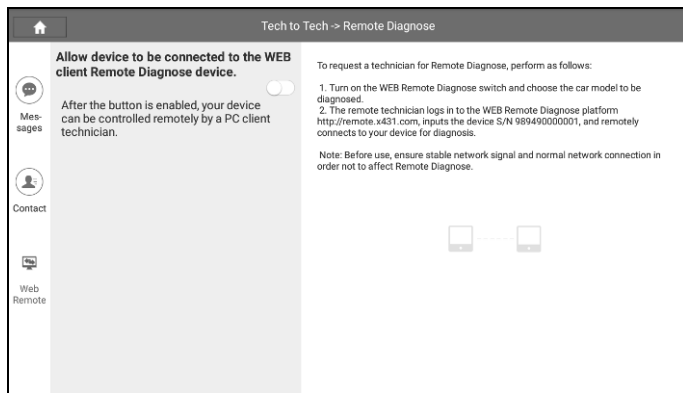 Tech to Tech -> Remote Diagnose
Allow device to be connected to the WEB
client Remote Diagnose device.
After the button is enabled, your device
can be controlled remotely by a PC client
technician.
Mes-
sages
Contact
Web
Remote
To request a technician for Remote Diagnose, perform as follows:
1. Turn on the WEB Remote Diagnose switch and choose the car model to be
diagnosed.
2. The remote technician logs in to the WEB Remote Diagnose platform
http://remote.x431.com, inputs the device S/N 989490000001, and remotely
connects to your device for diagnosis.
Note: Before use, ensure stable network signal and normal network connection in
order not to affect Remote Diagnose.